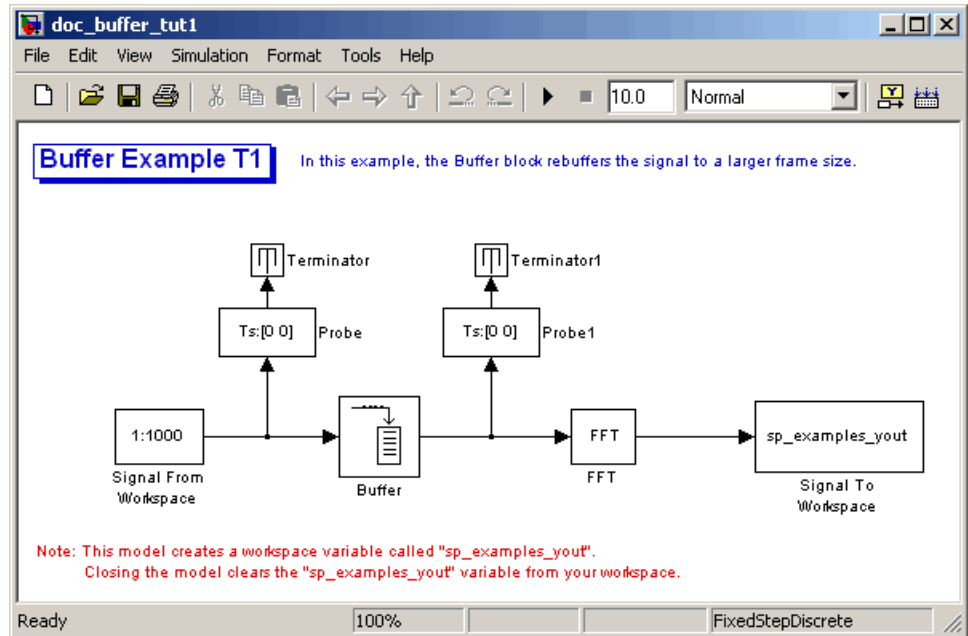 doc_buffer_tut1
File Edit View Simulation Format Tools Help
10.0 Normal
Buffer Example T1
In this example, the Buffer block rebuffers the signal to a larger frame size.
Terminator
Terminator1
Ts:[0 0]
Probe
Ts:[0 0]
Probe1
1:1000
Signal From
Workspace
Buffer
FFT
FFT
sp_examples_yout
Signal To
Workspace
Note: This model creates a workspace variable called "sp_examples_yout".
Closing the model clears the "sp_examples_yout" variable from your workspace.
Ready 100% FixedStepDiscrete